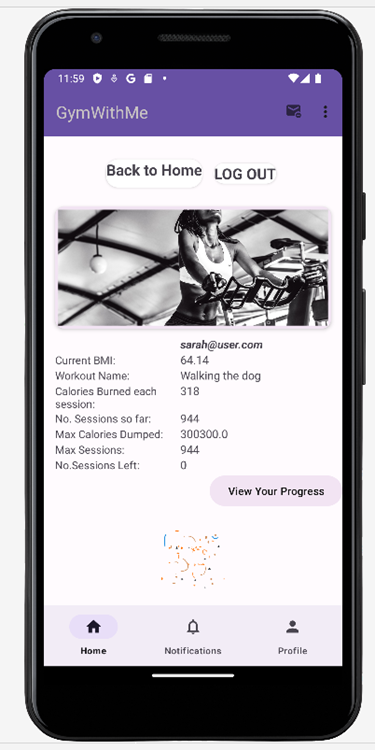 11:59
GymWithMe
Back to Home
LOG OUT
sarah@user.com
Current BMI: 64.14
Workout Name: Walking the dog
Calories Burned each session: 318
No. Sessions so far: 944
Max Calories Dumped: 300300.0
Max Sessions: 944
No.Sessions Left: 0
View Your Progress
Home Notifications Profile